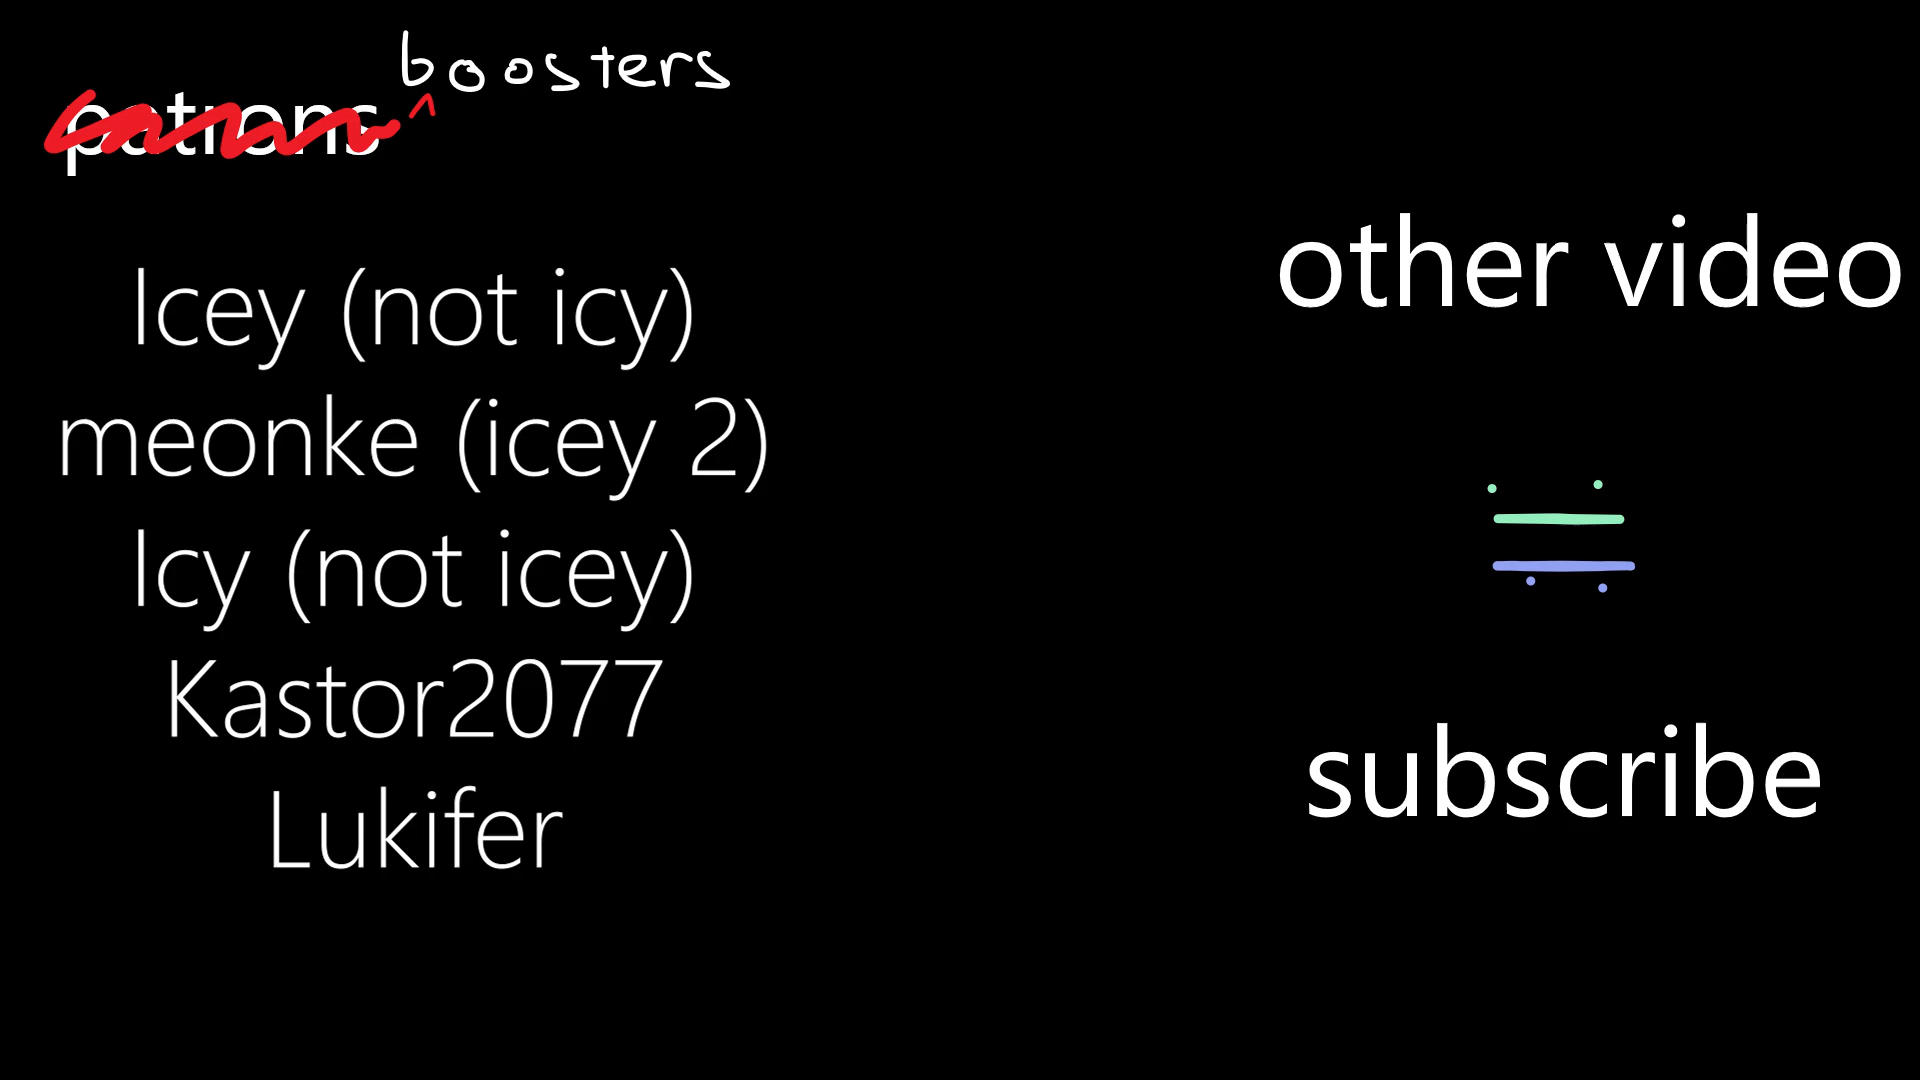 boosters
patrons
Icey (not icy)
meonke (icey 2)
Icy (not icey)
Kastor2077
Lukifer
other video
subscribe